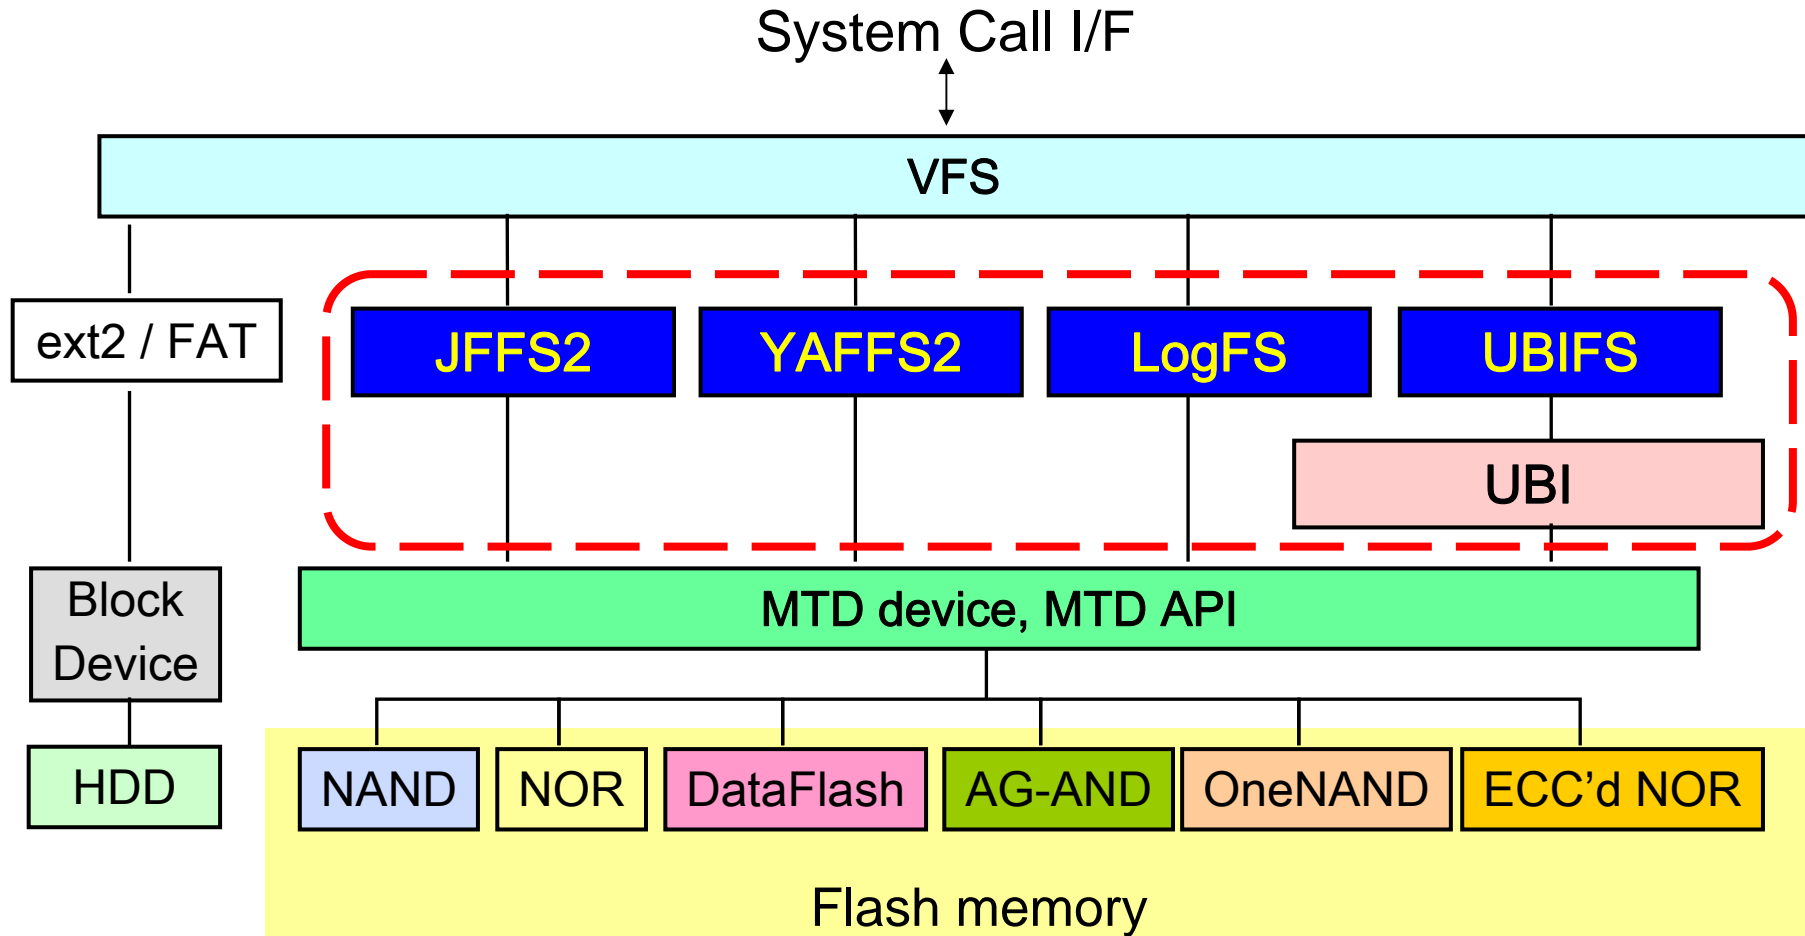 System Call I/F
VFS
ext2 / FAT
JFFS2
YAFFS2
LogFS
UBIFS
UBI
Block
Device
MTD device, MTD API
HDD
NAND
NOR
DataFlash
AG-AND
OneNAND
ECC’d NOR
Flash memory